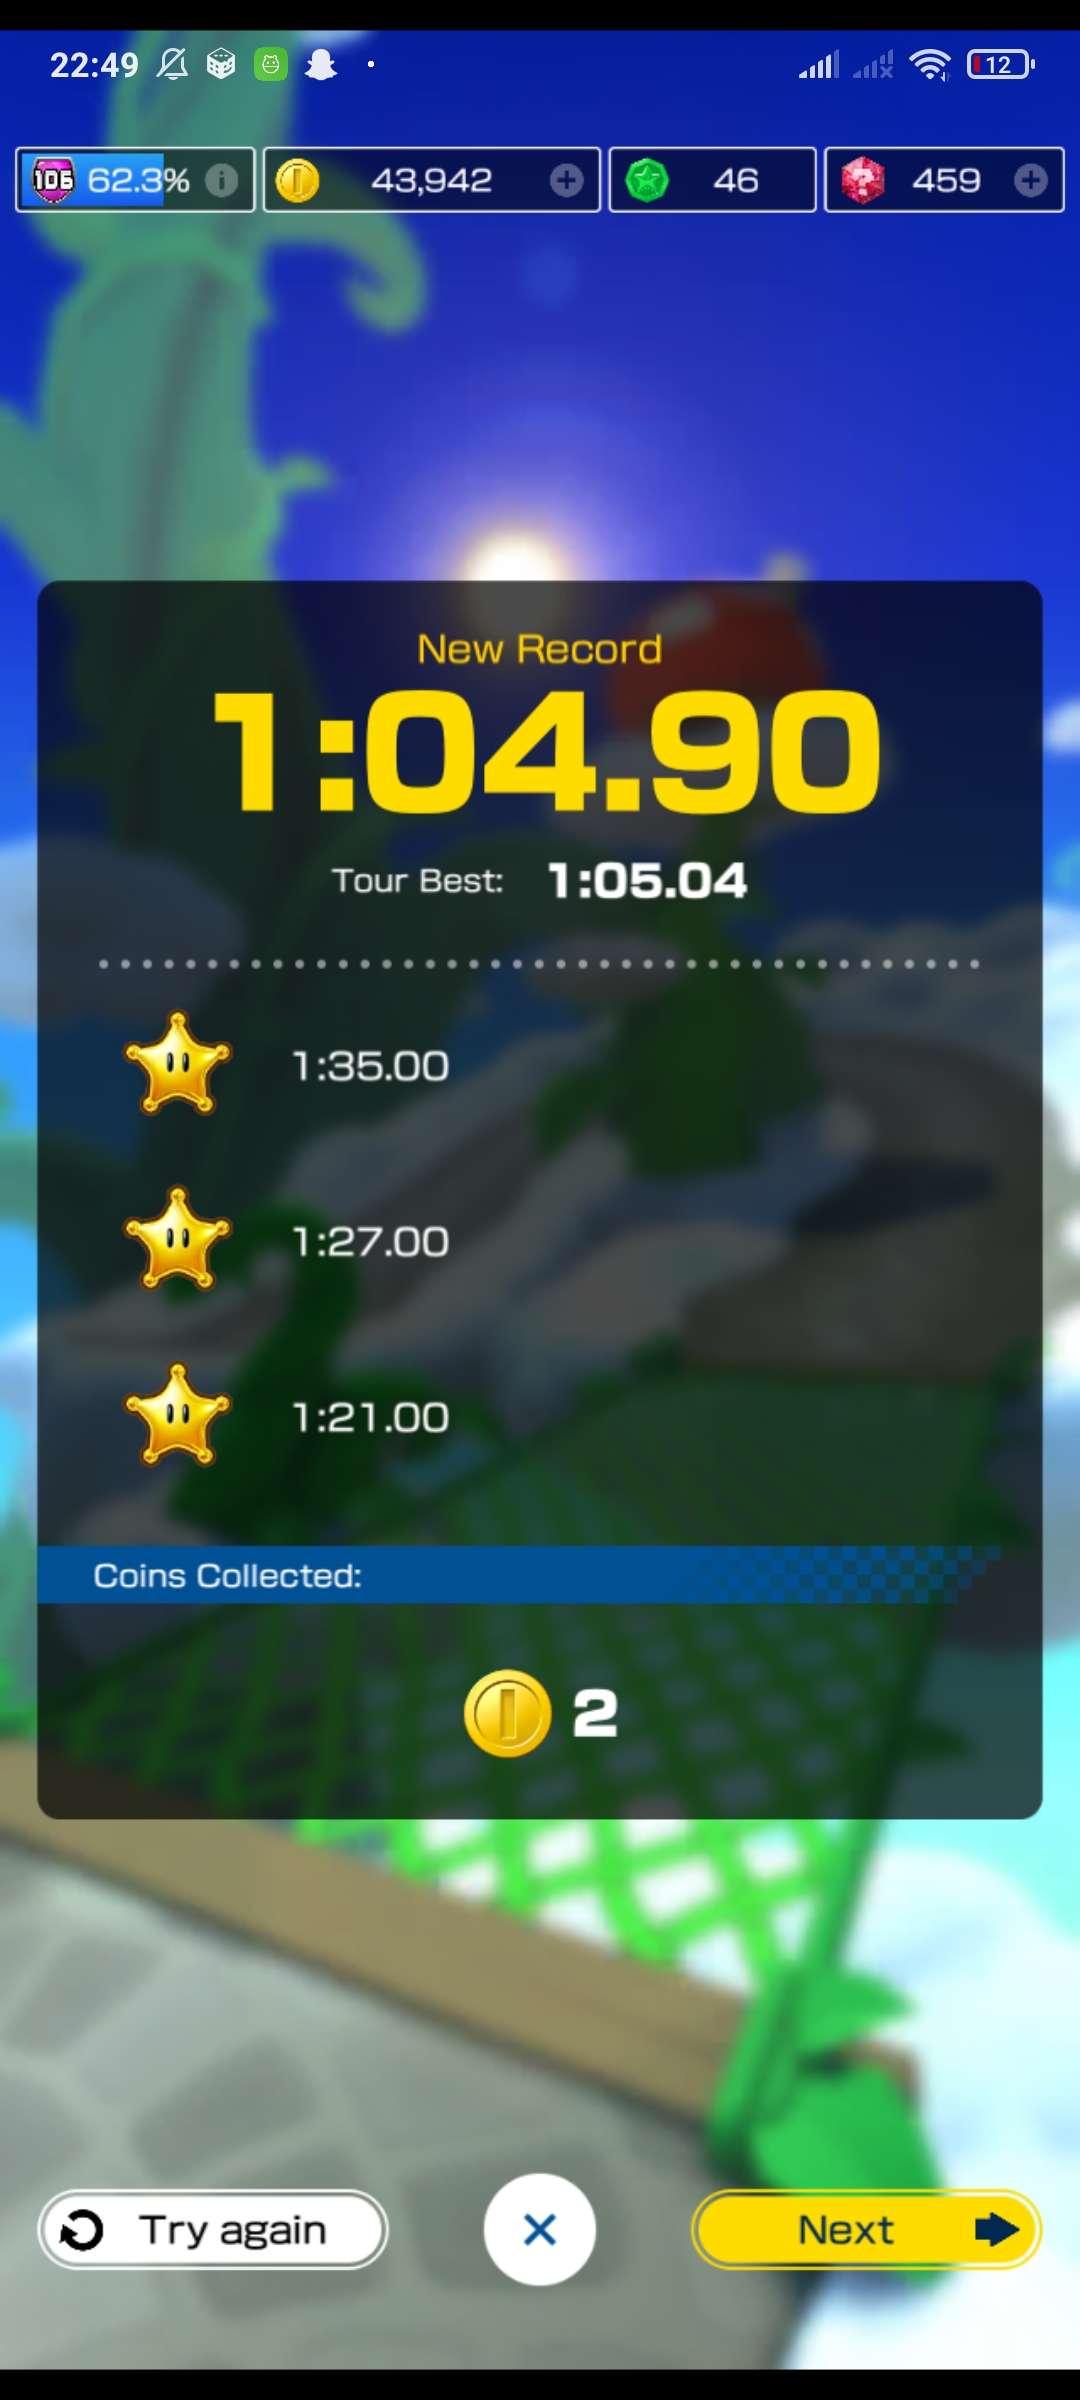 22:49 12
106 62.3% i 43,942 + 46 ? 459 +
New Record
1:04.90
Tour Best: 1:05.04
1:35.00
1:27.00
1:21.00
Coins Collected:
2
Try again × Next